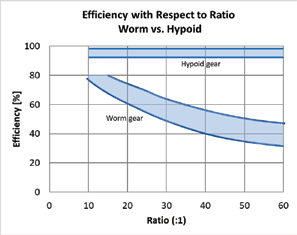 Efficiency with Respect to Ratio
Worm vs. Hypoid
100
80
60
40
20
0
Efficiency [%]
Hypoid gear
Worm gear
0 10 20 30 40 50 60
Ratio (:1)